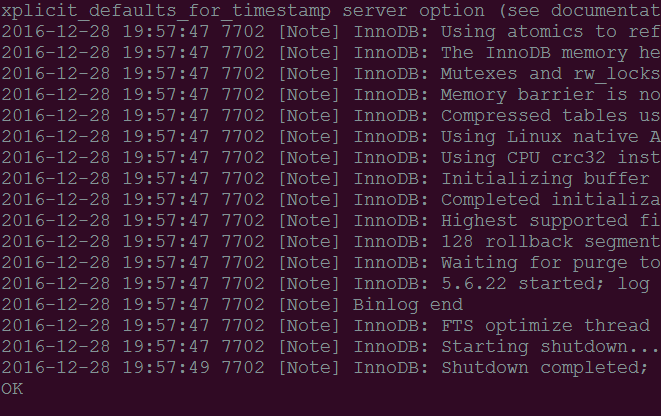 xplicit_defaults_for_timestamp server option (see documentat
2016-12-28 19:57:47 7702 [Note] InnoDB: Using atomics to ref
2016-12-28 19:57:47 7702 [Note] InnoDB: The InnoDB memory he
2016-12-28 19:57:47 7702 [Note] InnoDB: Mutexes and rw_locks
2016-12-28 19:57:47 7702 [Note] InnoDB: Memory barrier is no
2016-12-28 19:57:47 7702 [Note] InnoDB: Compressed tables us
2016-12-28 19:57:47 7702 [Note] InnoDB: Using Linux native A
2016-12-28 19:57:47 7702 [Note] InnoDB: Using CPU crc32 inst
2016-12-28 19:57:47 7702 [Note] InnoDB: Initializing buffer
2016-12-28 19:57:47 7702 [Note] InnoDB: Completed initializa
2016-12-28 19:57:47 7702 [Note] InnoDB: Highest supported fi
2016-12-28 19:57:47 7702 [Note] InnoDB: 128 rollback segment
2016-12-28 19:57:47 7702 [Note] InnoDB: Waiting for purge to
2016-12-28 19:57:47 7702 [Note] InnoDB: 5.6.22 started; log
2016-12-28 19:57:47 7702 [Note] Binlog end
2016-12-28 19:57:47 7702 [Note] InnoDB: FTS optimize thread
2016-12-28 19:57:47 7702 [Note] InnoDB: Starting shutdown...
2016-12-28 19:57:49 7702 [Note] InnoDB: Shutdown completed;
OK